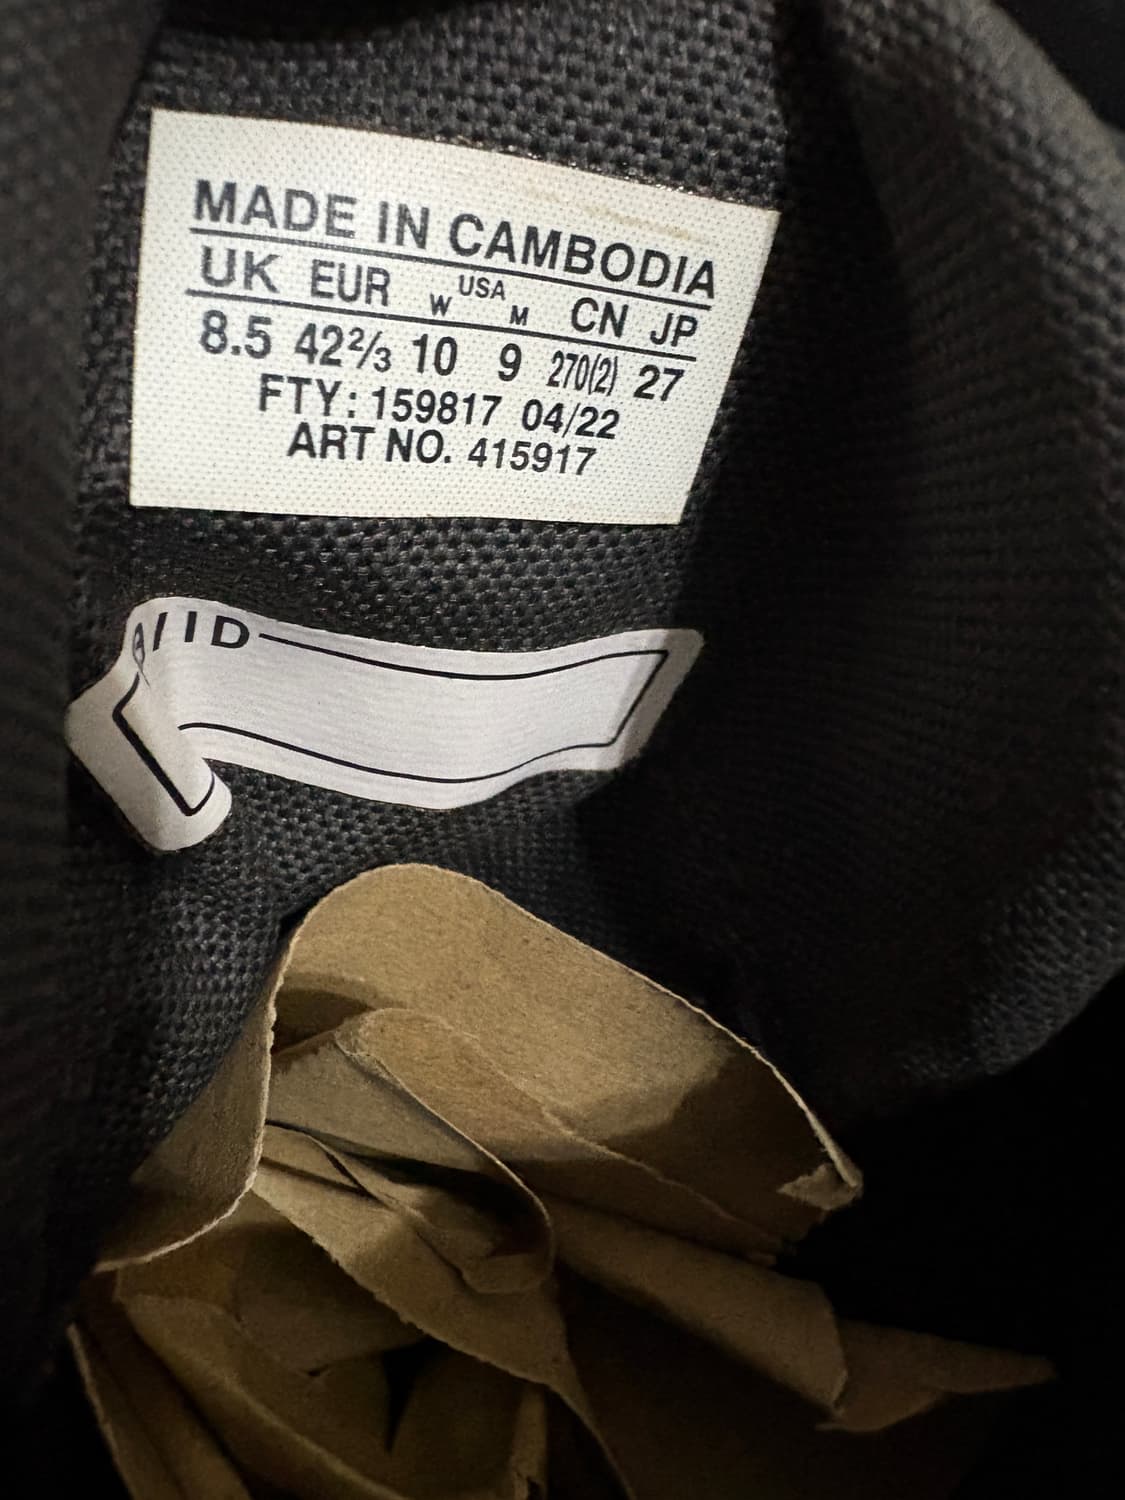 MADE IN CAMBODIA
UK EUR W USA M CN JP
8.5 42⅔ 10 9 270(2) 27
FTY: 159817 04/22
ART NO. 415917